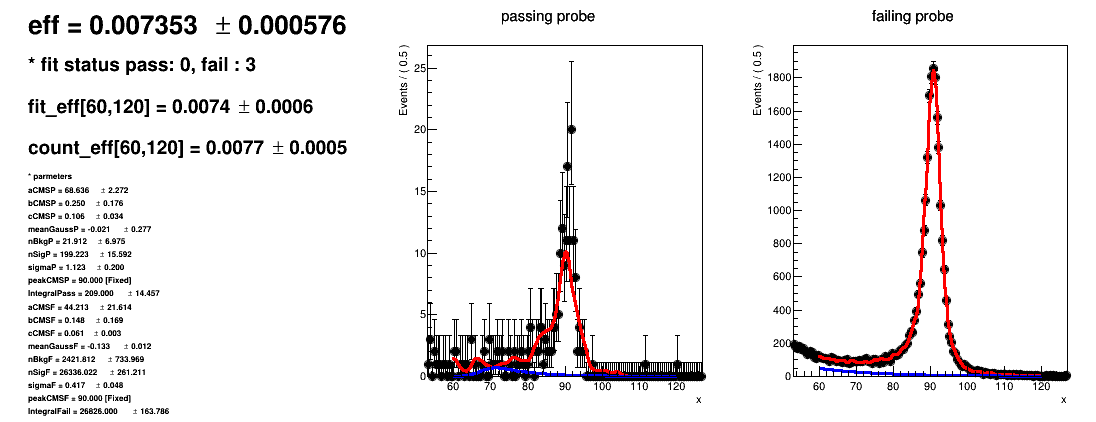 eff = 0.007353 ± 0.000576
* fit status pass: 0, fail : 3
fit_eff[60,120] = 0.0074 ± 0.0006
count_eff[60,120] = 0.0077 ± 0.0005
* parmeters
aCMSP = 68.636 ± 2.272
bCMSP = 0.250 ± 0.176
cCMSP = 0.106 ± 0.034
meanGaussP = -0.021 ± 0.277
nBkgP = 21.912 ± 6.975
nSigP = 199.223 ± 15.592
sigmaP = 1.123 ± 0.200
peakCMSP = 90.000 [Fixed]
IntegralPass = 209.000 ± 14.457
aCMSF = 44.213 ± 21.614
bCMSF = 0.148 ± 0.169
cCMSF = 0.061 ± 0.003
meanGaussF = -0.133 ± 0.012
nBkgF = 2421.812 ± 733.969
nSigF = 26336.022 ± 261.211
sigmaF = 0.417 ± 0.048
peakCMSF = 90.000 [Fixed]
IntegralFail = 26826.000 ± 163.786
passing probe
Events / ( 0.5 )
25
20
15
10
5
0
60 70 80 90 100 110 120
x
failing probe
Events / ( 0.5 )
1800
1600
1400
1200
1000
800
600
400
200
0
60 70 80 90 100 110 120
x